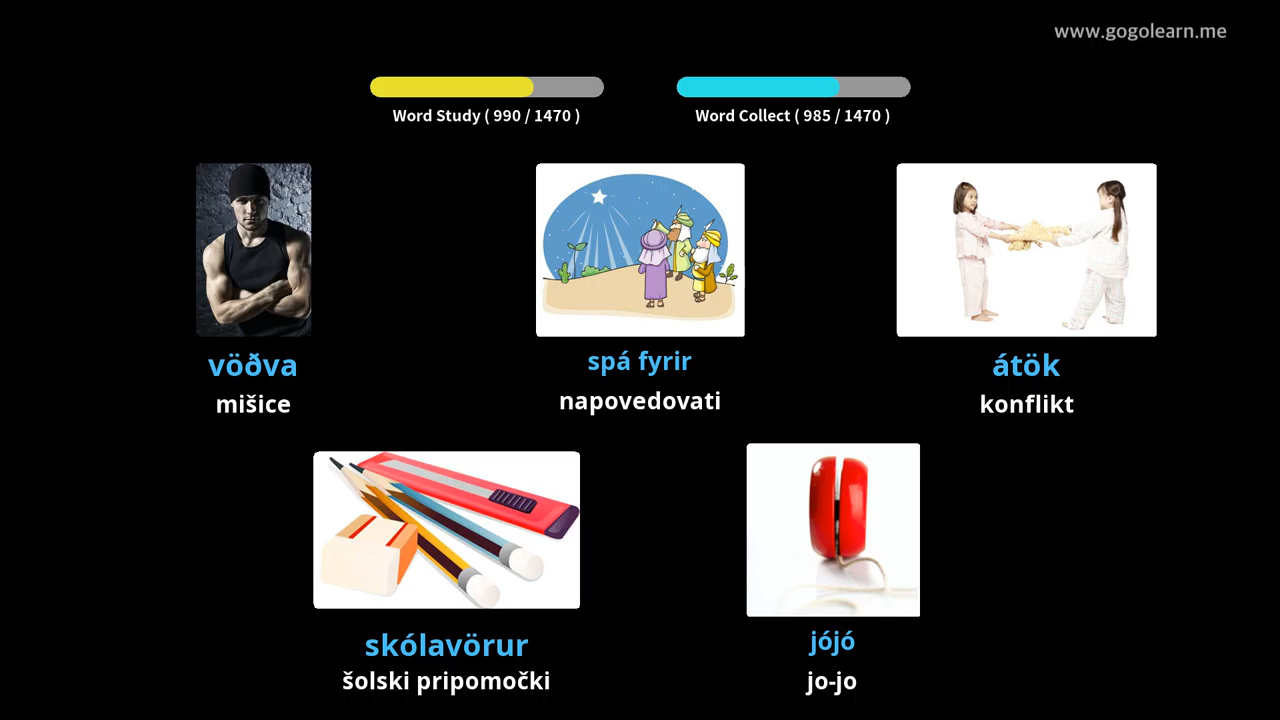 www.gogolearn.me
Word Study ( 990 / 1470 )
Word Collect ( 985 / 1470 )
vöðva
mišice
spá fyrir
napovedovati
átök
konflikt
skólavörur
šolski pripomočki
jójó
jo-jo